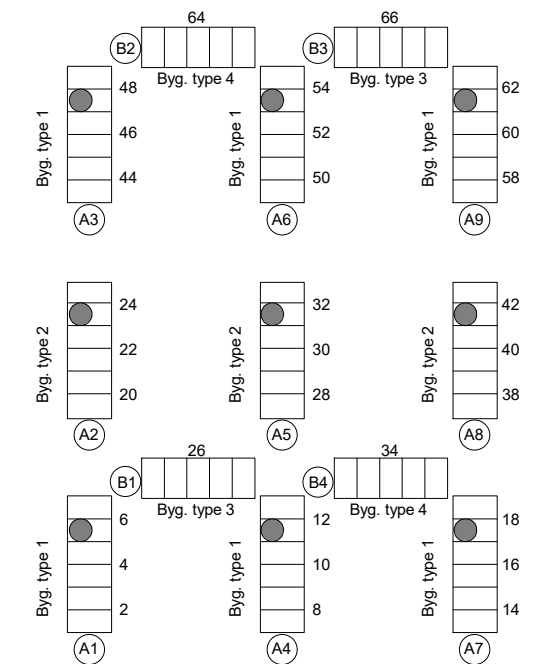 64
66
B2
B3
Byg. type 4
Byg. type 3
48
54
62
Byg. type 1
46
Byg. type 1
52
Byg. type 1
60
44
50
58
A3
A6
A9
24
32
42
Byg. type 2
22
Byg. type 2
30
Byg. type 2
40
20
28
38
A2
A5
A8
26
34
B1
B4
Byg. type 3
Byg. type 4
6
12
18
Byg. type 1
4
Byg. type 1
10
Byg. type 1
16
2
8
14
A1
A4
A7